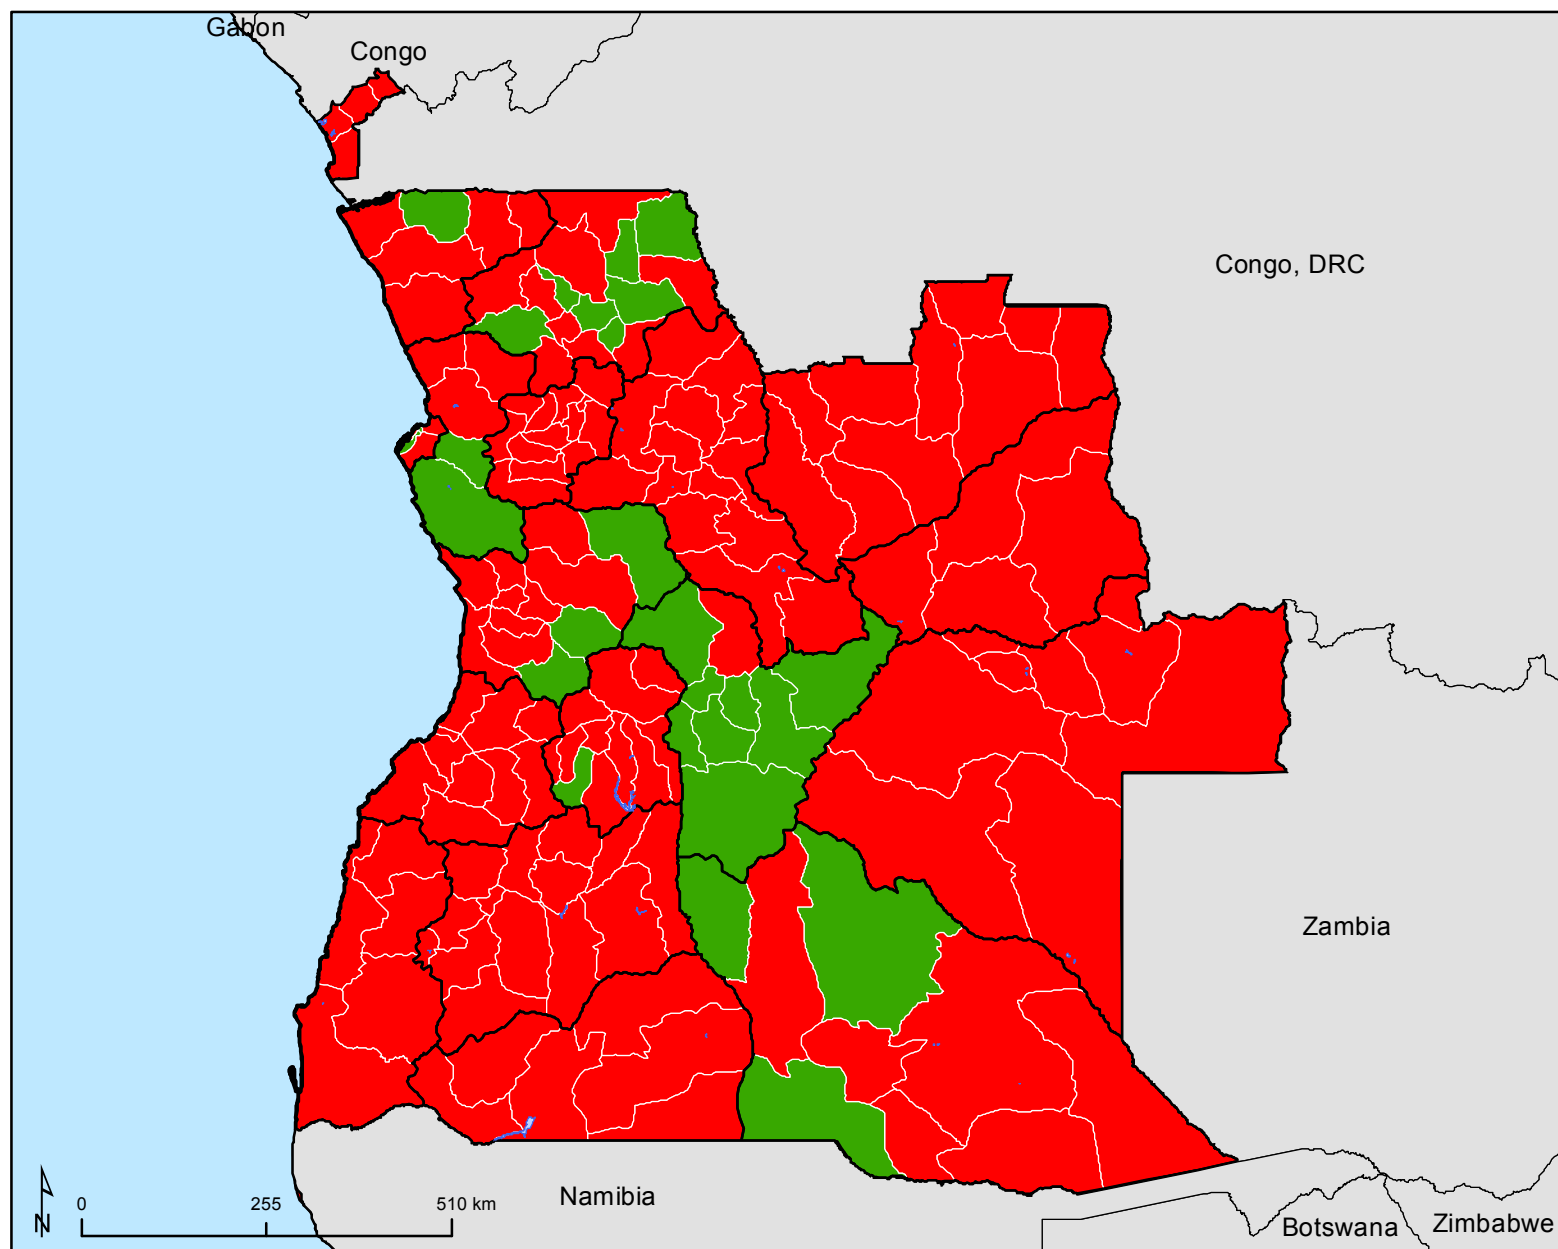 Gabon
Congo
Congo, DRC
Zambia
Namibia
Botswana
Zimbabwe
N
0 255 510 km